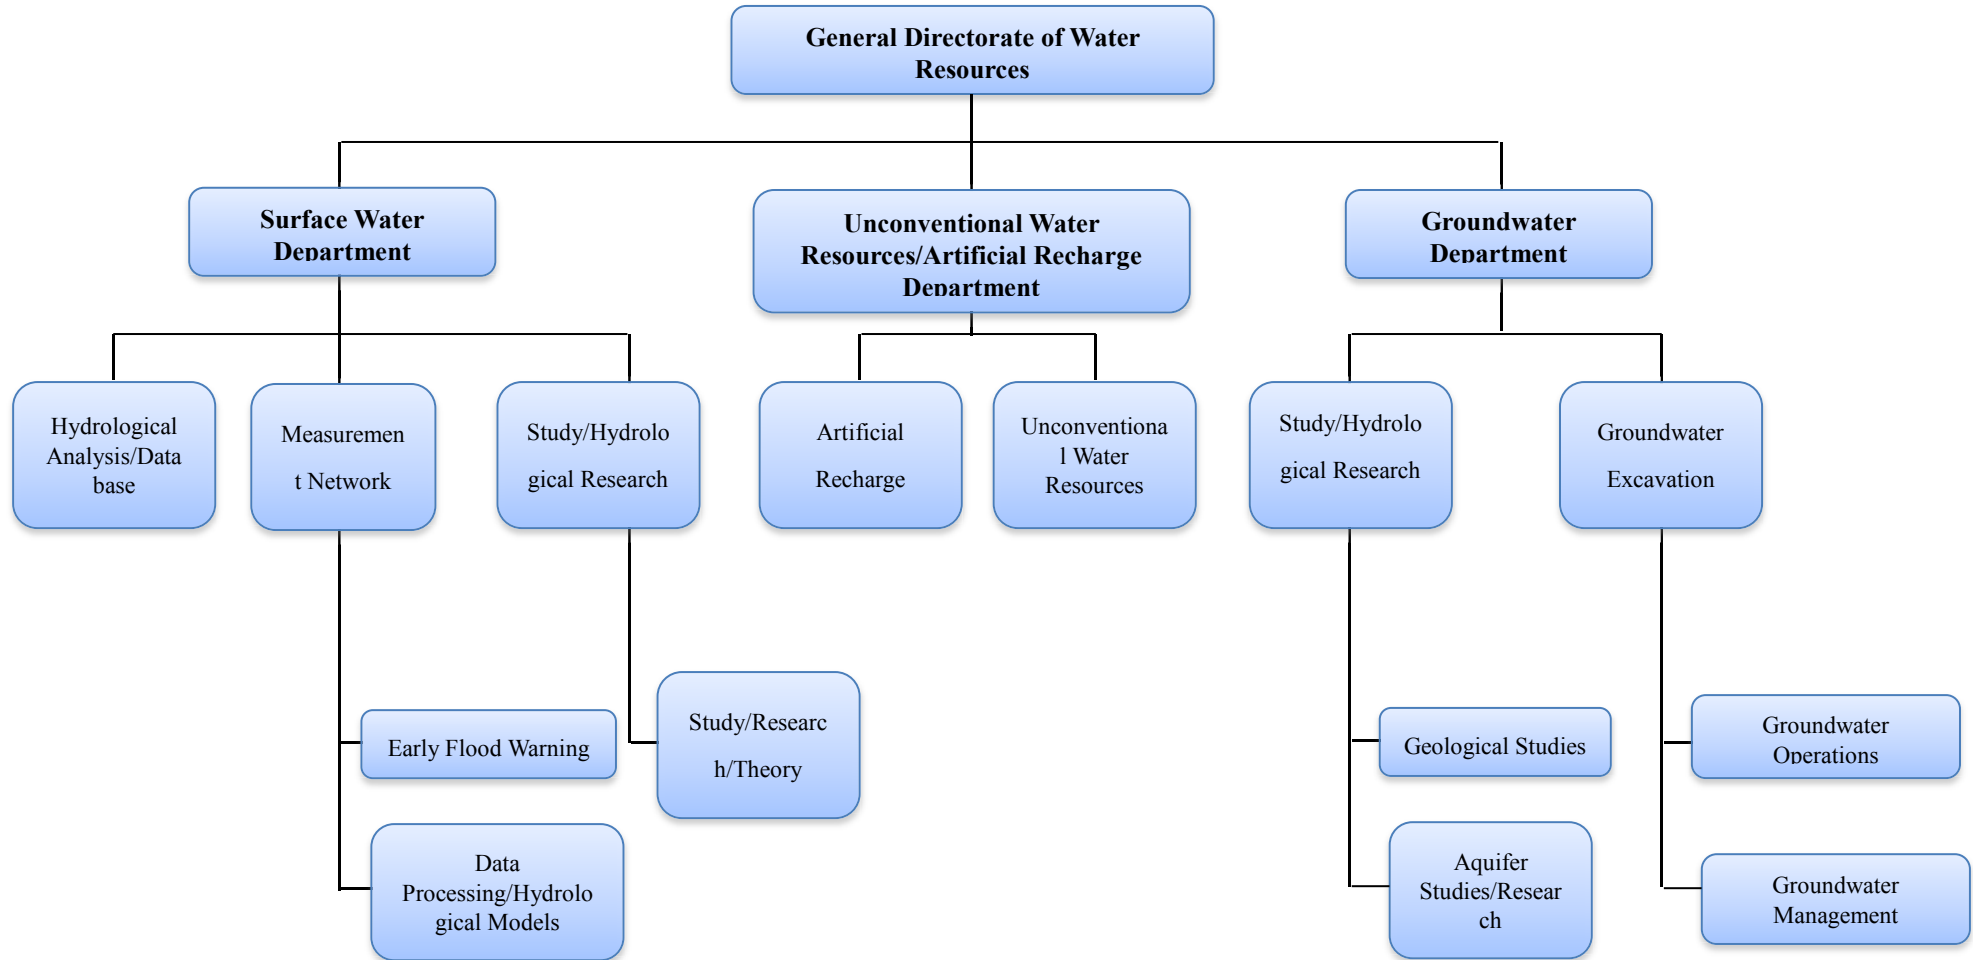 General Directorate of Water
Resources
Surface Water
Department
Unconventional Water
Resources/Artificial Recharge
Department
Groundwater
Department
Hydrological
Analysis/Data
base
Measuremen
t Network
Study/Hydrolo
gical Research
Artificial
Recharge
Unconventiona
l Water
Resources
Study/Hydrolo
gical Research
Groundwater
Excavation
Early Flood Warning
Study/Researc
h/Theory
Geological Studies
Groundwater
Operations
Data
Processing/Hydrolo
gical Models
Aquifer
Studies/Resear
ch
Groundwater
Management